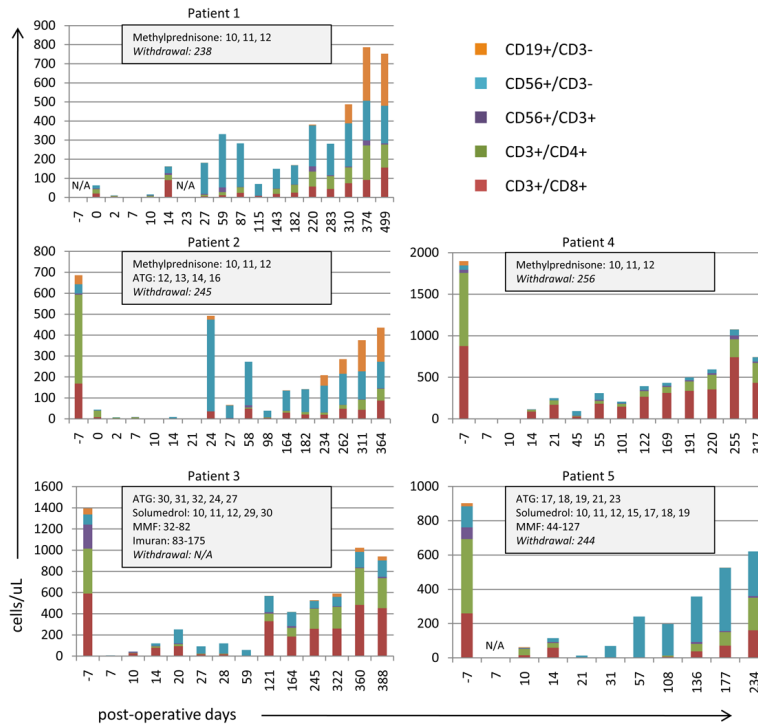 Patient 1
900
800
700
600
500
400
300
200
100
0
Methylprednisone: 10, 11, 12
Withdrawal: 238
N/A
N/A
-7 0 2 7 10 14 23 27 59 87 115 143 182 220 283 310 374 499
CD19+/CD3-
CD56+/CD3-
CD56+/CD3+
CD3+/CD4+
CD3+/CD8+
Patient 2
800
700
600
500
400
300
200
100
0
Methylprednisone: 10, 11, 12
ATG: 12, 13, 14, 16
Withdrawal: 245
-7 0 2 7 10 14 21 24 27 58 98 164 182 234 262 311 364
Patient 4
2000
1500
1000
500
0
Methylprednisone: 10, 11, 12
Withdrawal: 256
-7 7 10 14 21 45 55 101 122 169 191 220 255 317
Patient 3
1600
1400
1200
1000
800
600
400
200
0
ATG: 30, 31, 32, 24, 27
Solumedrol: 10, 11, 12, 29, 30
MMF: 32-82
Imuran: 83-175
Withdrawal: N/A
-7 7 10 14 20 27 28 59 121 164 245 322 360 388
Patient 5
1000
800
600
400
200
0
ATG: 17, 18, 19, 21, 23
Solumedrol: 10, 11, 12, 15, 17, 18, 19
MMF: 44-127
Withdrawal: 244
N/A
-7 7 10 14 21 31 57 108 136 177 234
cells/uL
post-operative days